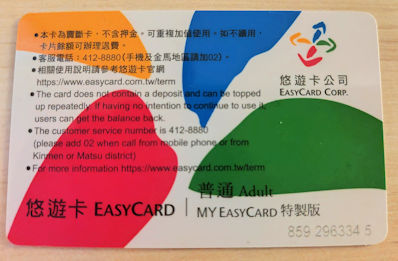 ●本卡為賣斷卡，不含押金。可重複加值使用。如不續用，
卡片餘額可辦理退費。
●客服電話：412-8880（手機及金馬地區請加02）。
●相關使用說明請參考悠遊卡官網
https://www.easycard.com.tw/term
●The card does not contain a deposit and can be topped
up repeatedly. If having no intention to continue to use it,
users can get the balance back.
●The customer service number is 412-8880
(please add 02 when call from mobile phone or from
Kinmen or Matsu district)
●For more information https://www.easycard.com.tw/term
悠遊卡公司
EASYCARD CORP.
普通 Adult
悠遊卡 EASYCARD | MY EASYCARD 特製版
859 296334 5